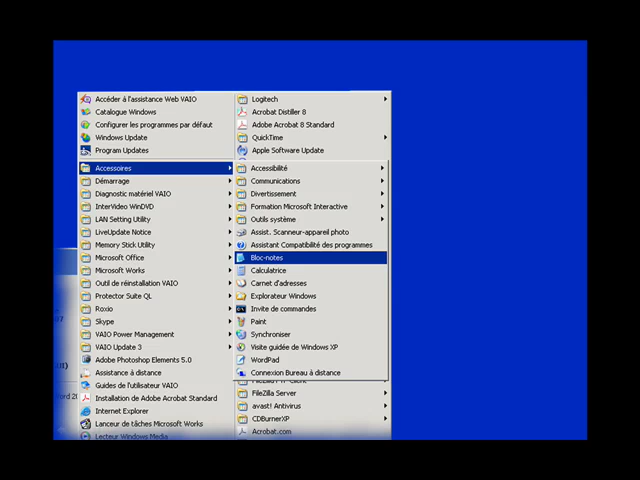 Accéder à l'assistance Web VAIO
Catalogue Windows
Configurer les programmes par défaut
Windows Update
Program Updates
Accessoires
Démarrage
Diagnostic matériel VAIO
InterVideo WinDVD
LAN Setting Utility
LiveUpdate Notice
Memory Stick Utility
Microsoft Office
Microsoft Works
Outil de réinstallation VAIO
Protector Suite QL
Roxio
Skype
VAIO Power Management
VAIO Update 3
Adobe Photoshop Elements 5.0
Assistance à distance
Guides de l'utilisateur VAIO
Installation de Adobe Acrobat Standard
Internet Explorer
Lanceur de tâches Microsoft Works
Lecteur Windows Media
Logitech
Acrobat Distiller 8
Adobe Acrobat 8 Standard
QuickTime
Apple Software Update
Accessibilité
Communications
Divertissement
Formation Microsoft Interactive
Outils système
Assist. Scanneur-appareil photo
Assistant Compatibilité des programmes
Bloc-notes
Calculatrice
Carnet d'adresses
Explorateur Windows
Invite de commandes
Paint
Synchroniser
Visite guidée de Windows XP
WordPad
Connexion Bureau à distance
FileZilla Server
avast! Antivirus
CDBurnerXP
Acrobat.com